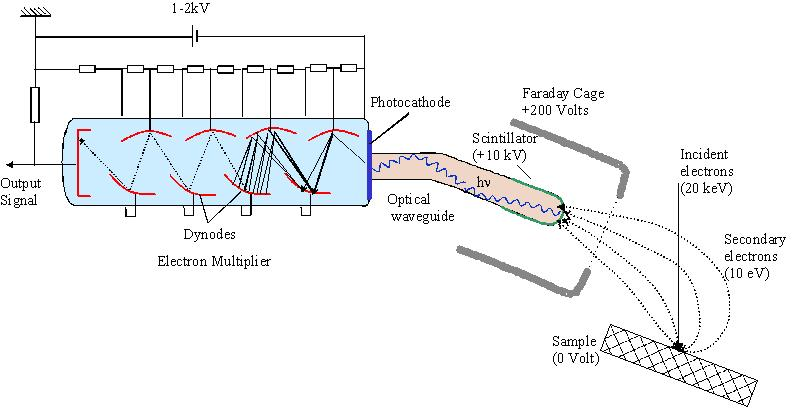 1-2kV
Photocathode
Faraday Cage
+200 Volts
Scintillator
(+10 kV)
Incident
electrons
(20 keV)
Output
Signal
hν
Optical
waveguide
Dynodes
Secondary
electrons
(10 eV)
Electron Multiplier
Sample
(0 Volt)